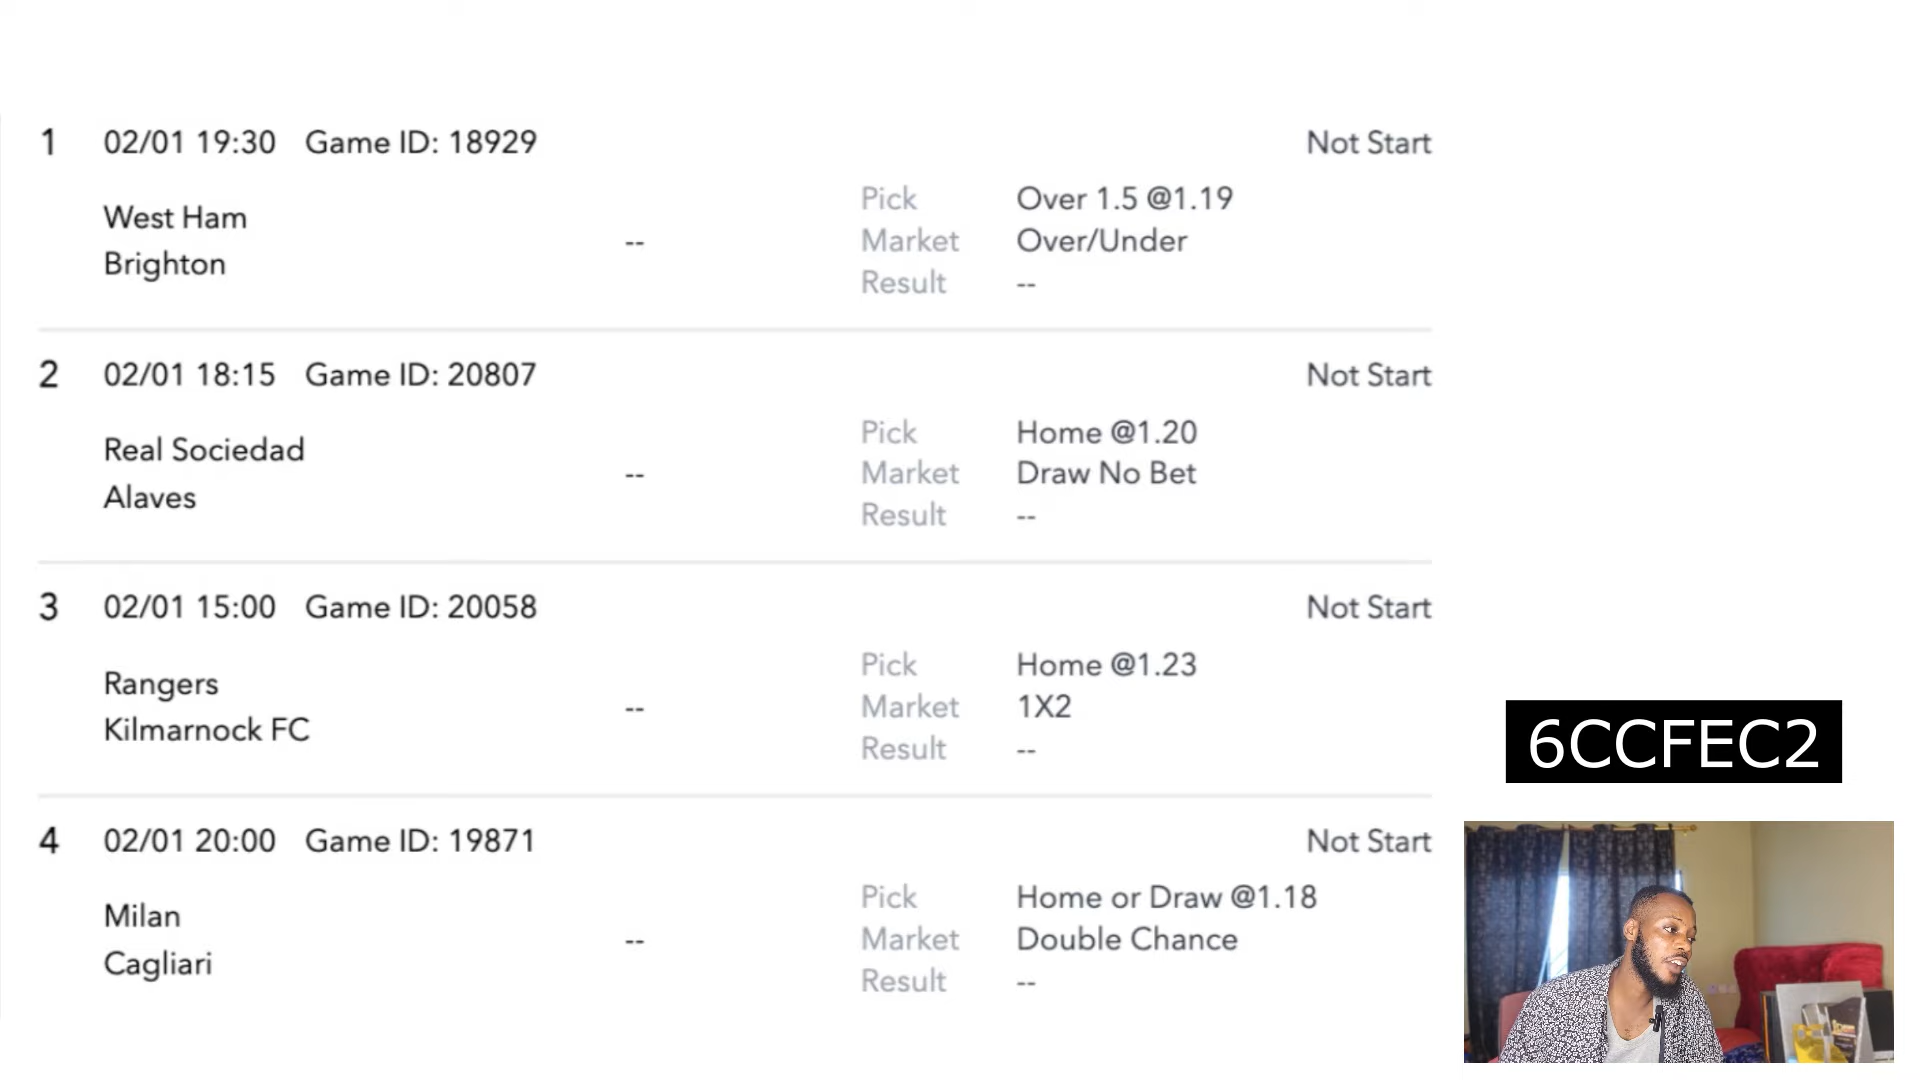 1 02/01 19:30 Game ID: 18929 Not Start
West Ham
Brighton
--
Pick Over 1.5 @1.19
Market Over/Under
Result --
2 02/01 18:15 Game ID: 20807 Not Start
Real Sociedad
Alaves
--
Pick Home @1.20
Market Draw No Bet
Result --
3 02/01 15:00 Game ID: 20058 Not Start
Rangers
Kilmarnock FC
--
Pick Home @1.23
Market 1X2
Result --
4 02/01 20:00 Game ID: 19871 Not Start
Milan
Cagliari
--
Pick Home or Draw @1.18
Market Double Chance
Result --
6CCFEC2